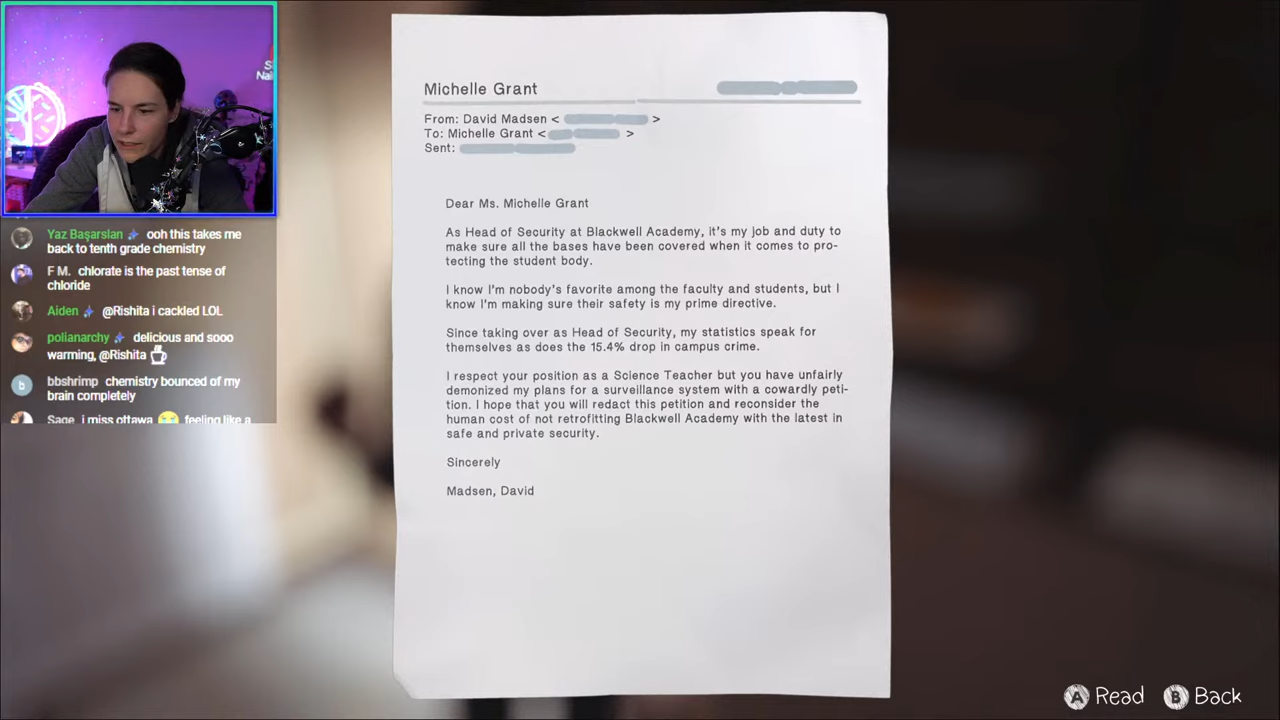 Michelle Grant
From: David Madsen < >
To: Michelle Grant < >
Sent:
Dear Ms. Michelle Grant
As Head of Security at Blackwell Academy, it's my job and duty to
make sure all the bases have been covered when it comes to pro-
tecting the student body.
I know I'm nobody's favorite among the faculty and students, but I
know I'm making sure their safety is my prime directive.
Since taking over as Head of Security, my statistics speak for
themselves as does the 15.4% drop in campus crime.
I respect your position as a Science Teacher but you have unfairly
demonized my plans for a surveillance system with a cowardly peti-
tion. I hope that you will redact this petition and reconsider the
human cost of not retrofitting Blackwell Academy with the latest in
safe and private security.
Sincerely
Madsen, David
Yaz Başarslan ooh this takes me
back to tenth grade chemistry
F M. chlorate is the past tense of
chloride
Aiden @Rishita i cackled LOL
polianarchy delicious and sooo
warming, @Rishita
b bbshrimp chemistry bounced of my
brain completely
Sage i miss ottawa 😭 feeling like a
A Read B Back